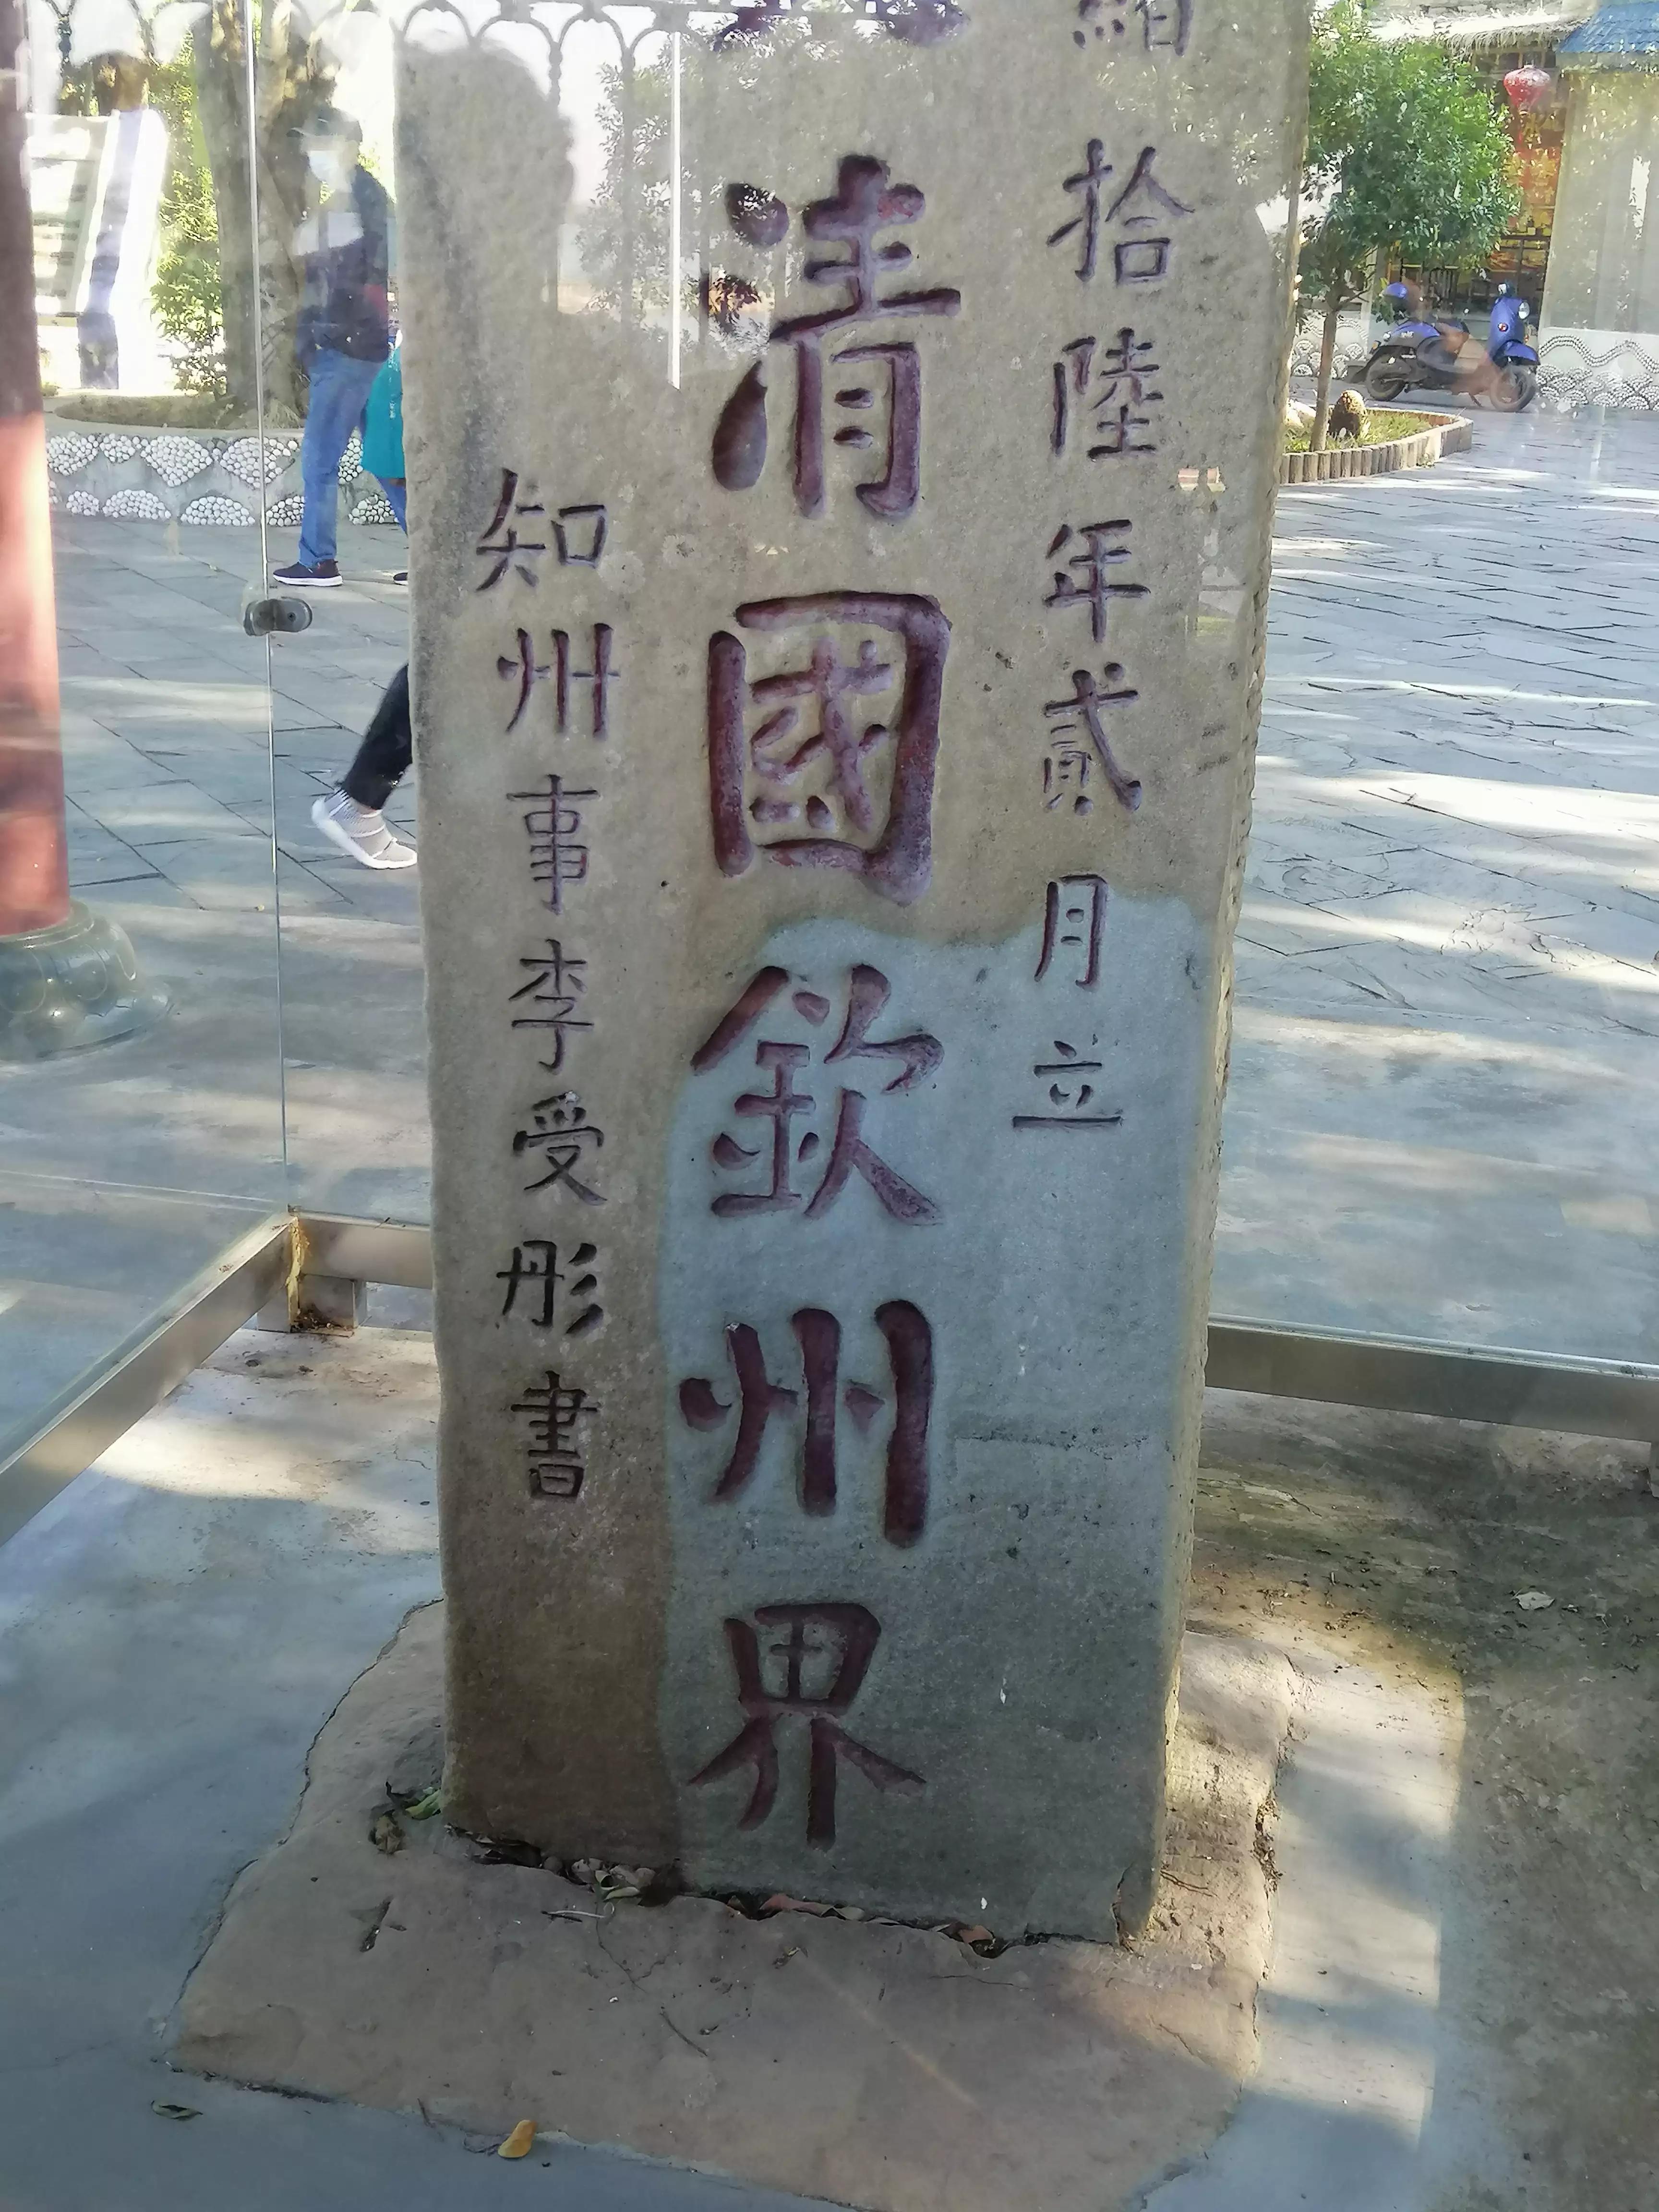 拾陸年貳月立
清國欽州界
知州事李受彤書